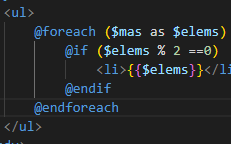 <ul>
@foreach ($mas as $elems)
@if ($elems % 2 ==0)
<li>{{$elems}}</li
@endif
@endforeach
</ul>